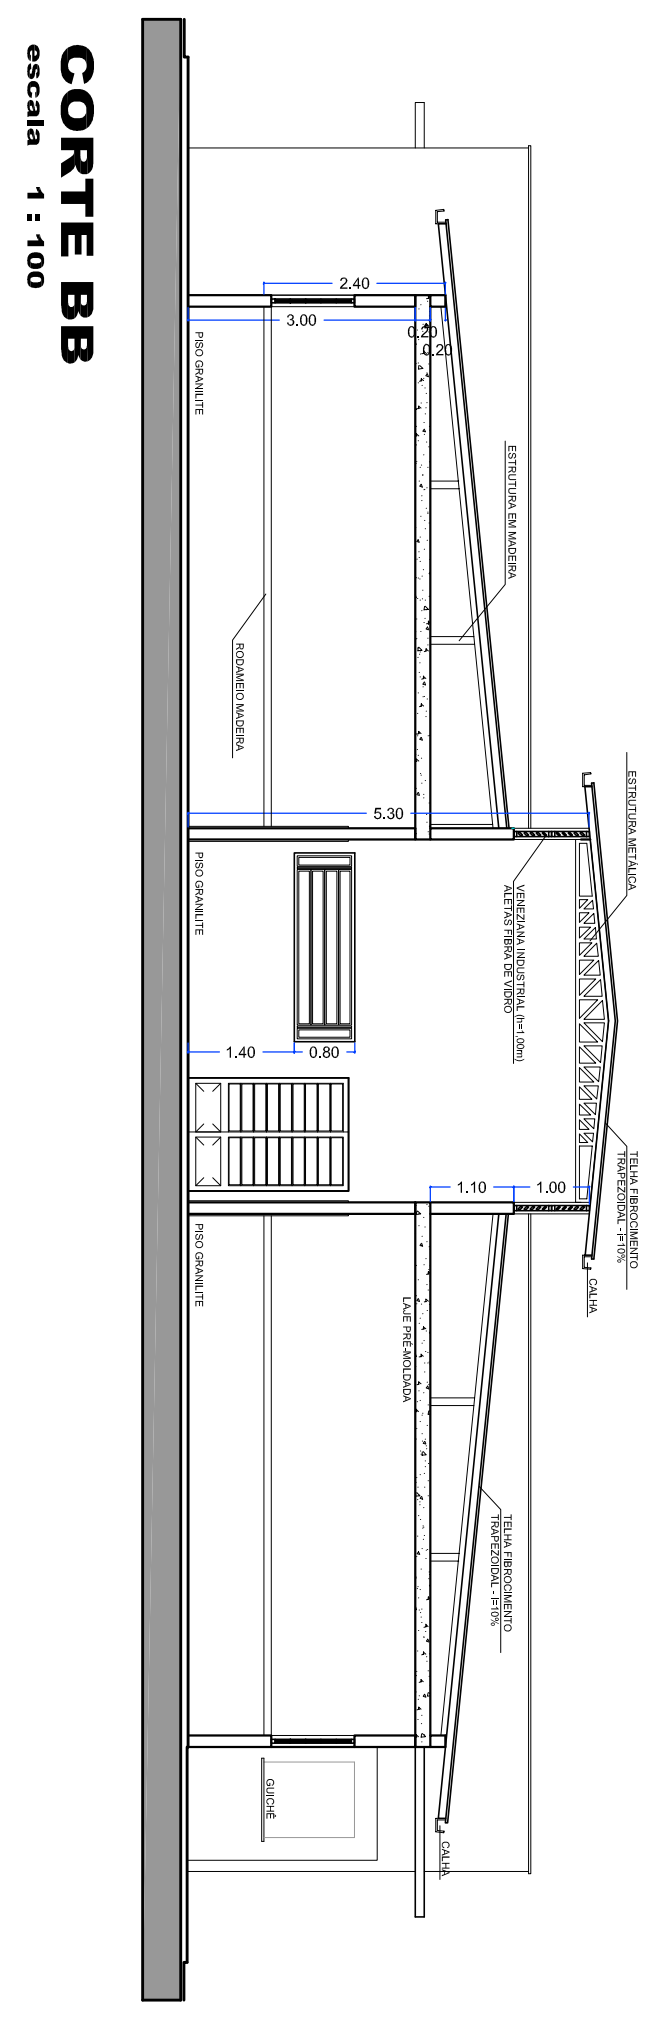 CORTE BB
escala 1 : 100
2.40
3.00
0.20
0.20
PISO GRANILITE
ESTRUTURA EM MADEIRA
RODAMEIO MADEIRA
5.30
ESTRUTURA METÁLICA
PISO GRANILITE
VENEZIANA INDUSTRIAL (h=1,00m)
ALETAS FIBRA DE VIDRO
1.40
0.80
TELHA FIBROCIMENTO
TRAPEZOIDAL - i=10%
1.10
1.00
CALHA
PISO GRANILITE
LAJE PRÉ-MOLDADA
TELHA FIBROCIMENTO
TRAPEZOIDAL - i=10%
GUICHÊ
CALHA